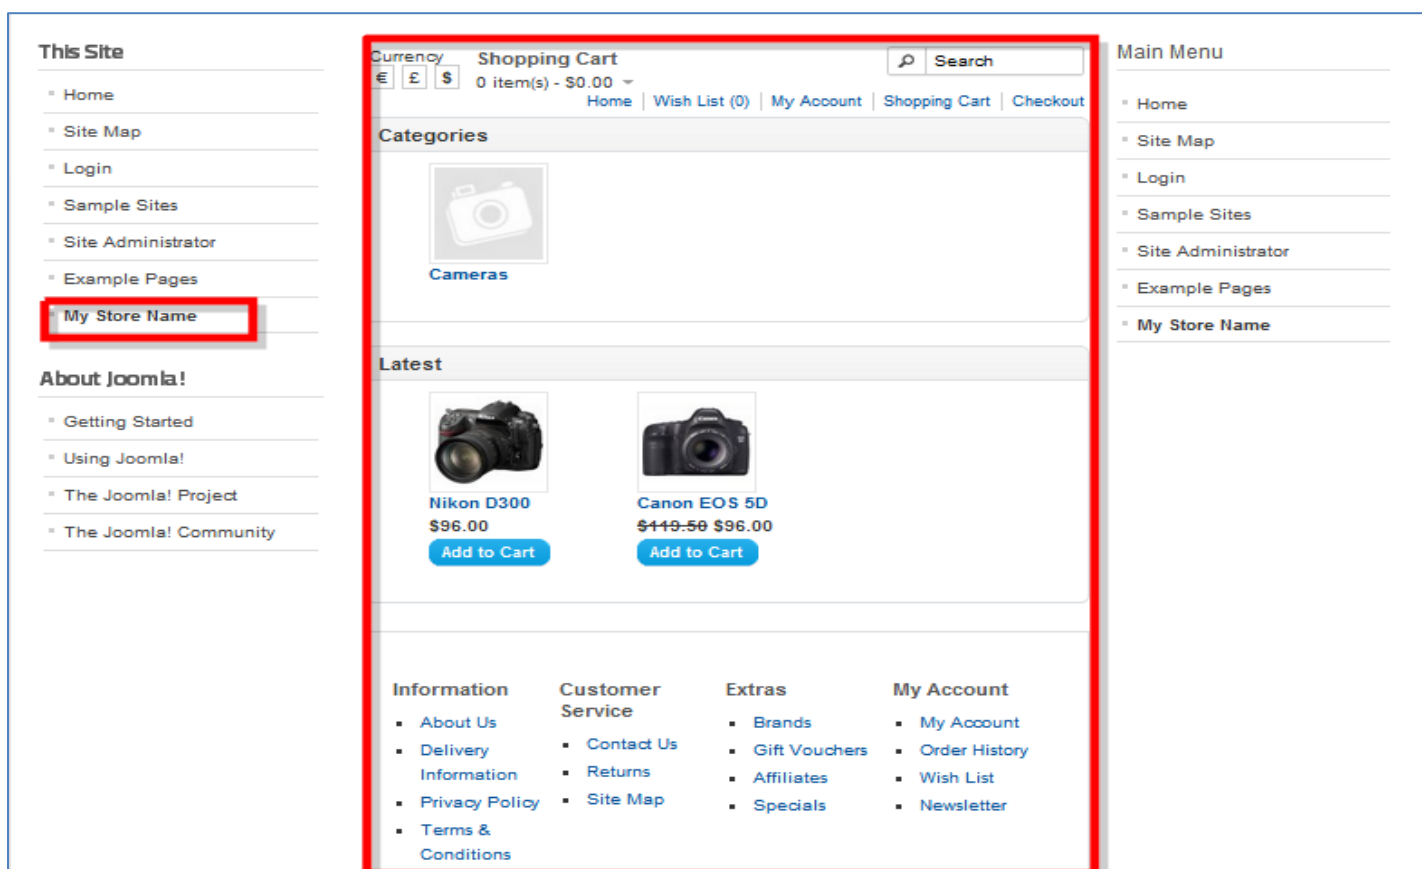 This Site
Home
Site Map
Login
Sample Sites
Site Administrator
Example Pages
My Store Name
About Joomla!
Getting Started
Using Joomla!
The Joomla! Project
The Joomla! Community
Currency
€ £ $
Shopping Cart
0 item(s) - $0.00
Search
Home Wish List (0) My Account Shopping Cart Checkout
Categories
Cameras
Latest
Nikon D300
$96.00
Add to Cart
Canon EOS 5D
$119.50 $96.00
Add to Cart
Information
About Us
Delivery
Information
Privacy Policy
Terms &
Conditions
Customer
Service
Contact Us
Returns
Site Map
Extras
Brands
Gift Vouchers
Affiliates
Specials
My Account
My Account
Order History
Wish List
Newsletter
Main Menu
Home
Site Map
Login
Sample Sites
Site Administrator
Example Pages
My Store Name